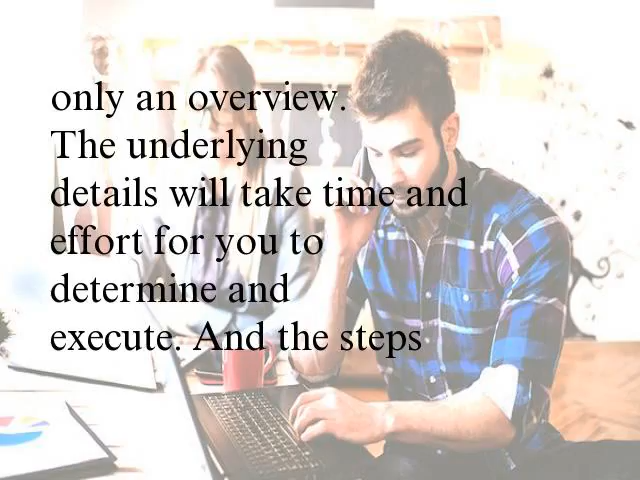 only an overview.
The underlying
details will take time and
effort for you to
determine and
execute. And the steps